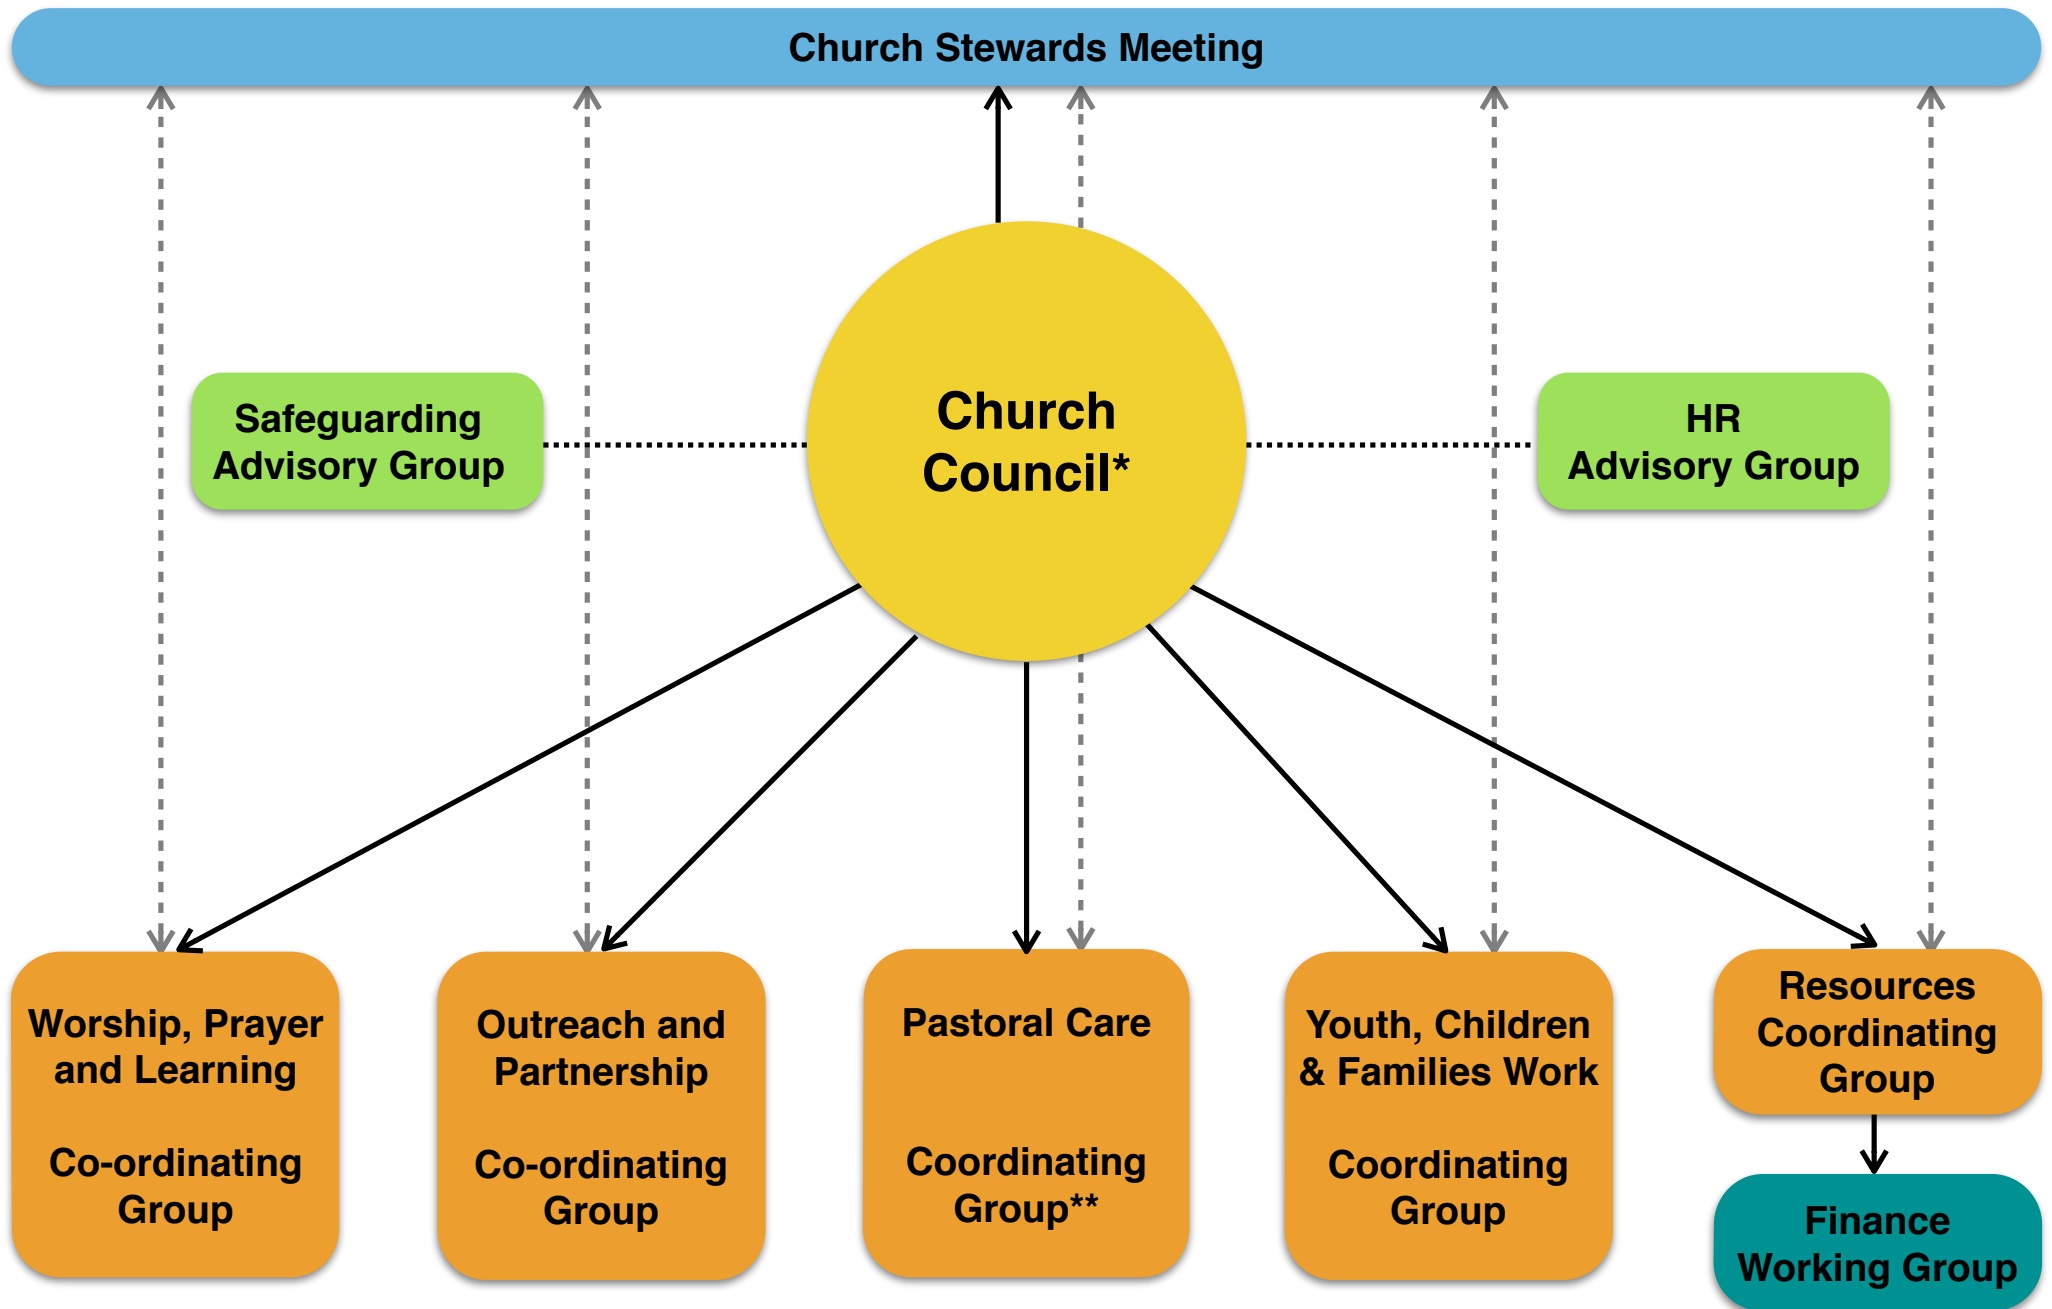 Church Stewards Meeting
Safeguarding
Advisory Group
Church
Council*
HR
Advisory Group
Worship, Prayer
and Learning
Co-ordinating
Group
Outreach and
Partnership
Co-ordinating
Group
Pastoral Care
Coordinating
Group**
Youth, Children
& Families Work
Coordinating
Group
Resources
Coordinating
Group
Finance
Working Group